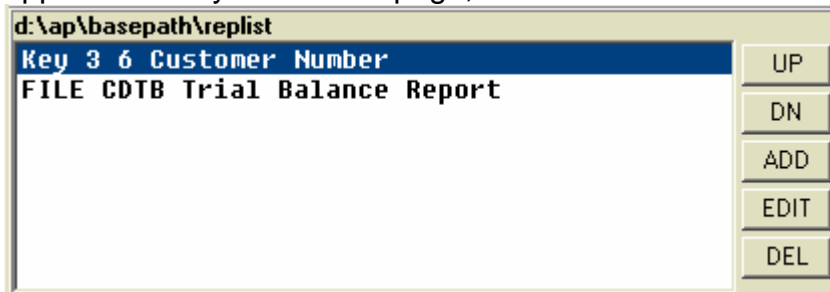 d:\ap\basepath\replist
Key 3 6 Customer Number
FILE CDTB Trial Balance Report
UP
DN
ADD
EDIT
DEL